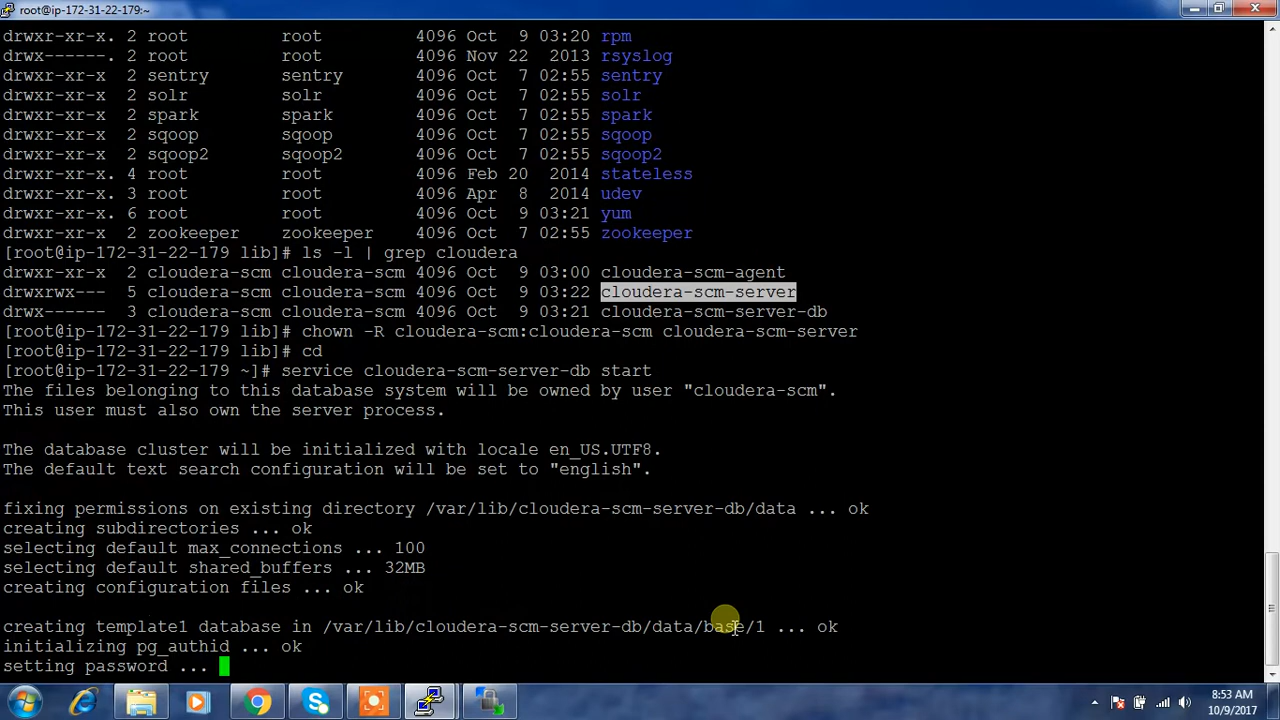 root@ip-172-31-22-179:~
drwxr-xr-x. 2 root root 4096 Oct 9 03:20 rpm
drwx------. 2 root root 4096 Nov 22 2013 rsyslog
drwxr-xr-x 2 sentry sentry 4096 Oct 7 02:55 sentry
drwxr-xr-x 2 solr solr 4096 Oct 7 02:55 solr
drwxr-xr-x 2 spark spark 4096 Oct 7 02:55 spark
drwxr-xr-x 2 sqoop sqoop 4096 Oct 7 02:55 sqoop
drwxr-xr-x 2 sqoop2 sqoop2 4096 Oct 7 02:55 sqoop2
drwxr-xr-x. 4 root root 4096 Feb 20 2014 stateless
drwxr-xr-x. 3 root root 4096 Apr 8 2014 udev
drwxr-xr-x. 6 root root 4096 Oct 9 03:21 yum
drwxr-xr-x 2 zookeeper zookeeper 4096 Oct 7 02:55 zookeeper
[root@ip-172-31-22-179 lib]# ls -l | grep cloudera
drwxr-xr-x 2 cloudera-scm cloudera-scm 4096 Oct 9 03:00 cloudera-scm-agent
drwxrwx--- 5 cloudera-scm cloudera-scm 4096 Oct 9 03:22 cloudera-scm-server
drwx------ 3 cloudera-scm cloudera-scm 4096 Oct 9 03:21 cloudera-scm-server-db
[root@ip-172-31-22-179 lib]# chown -R cloudera-scm:cloudera-scm cloudera-scm-server
[root@ip-172-31-22-179 lib]# cd
[root@ip-172-31-22-179 ~]# service cloudera-scm-server-db start
The files belonging to this database system will be owned by user "cloudera-scm".
This user must also own the server process.
The database cluster will be initialized with locale en_US.UTF8.
The default text search configuration will be set to "english".
fixing permissions on existing directory /var/lib/cloudera-scm-server-db/data ... ok
creating subdirectories ... ok
selecting default max_connections ... 100
selecting default shared_buffers ... 32MB
creating configuration files ... ok
creating template1 database in /var/lib/cloudera-scm-server-db/data/base/1 ... ok
initializing pg_authid ... ok
setting password ...
8:53 AM
10/9/2017